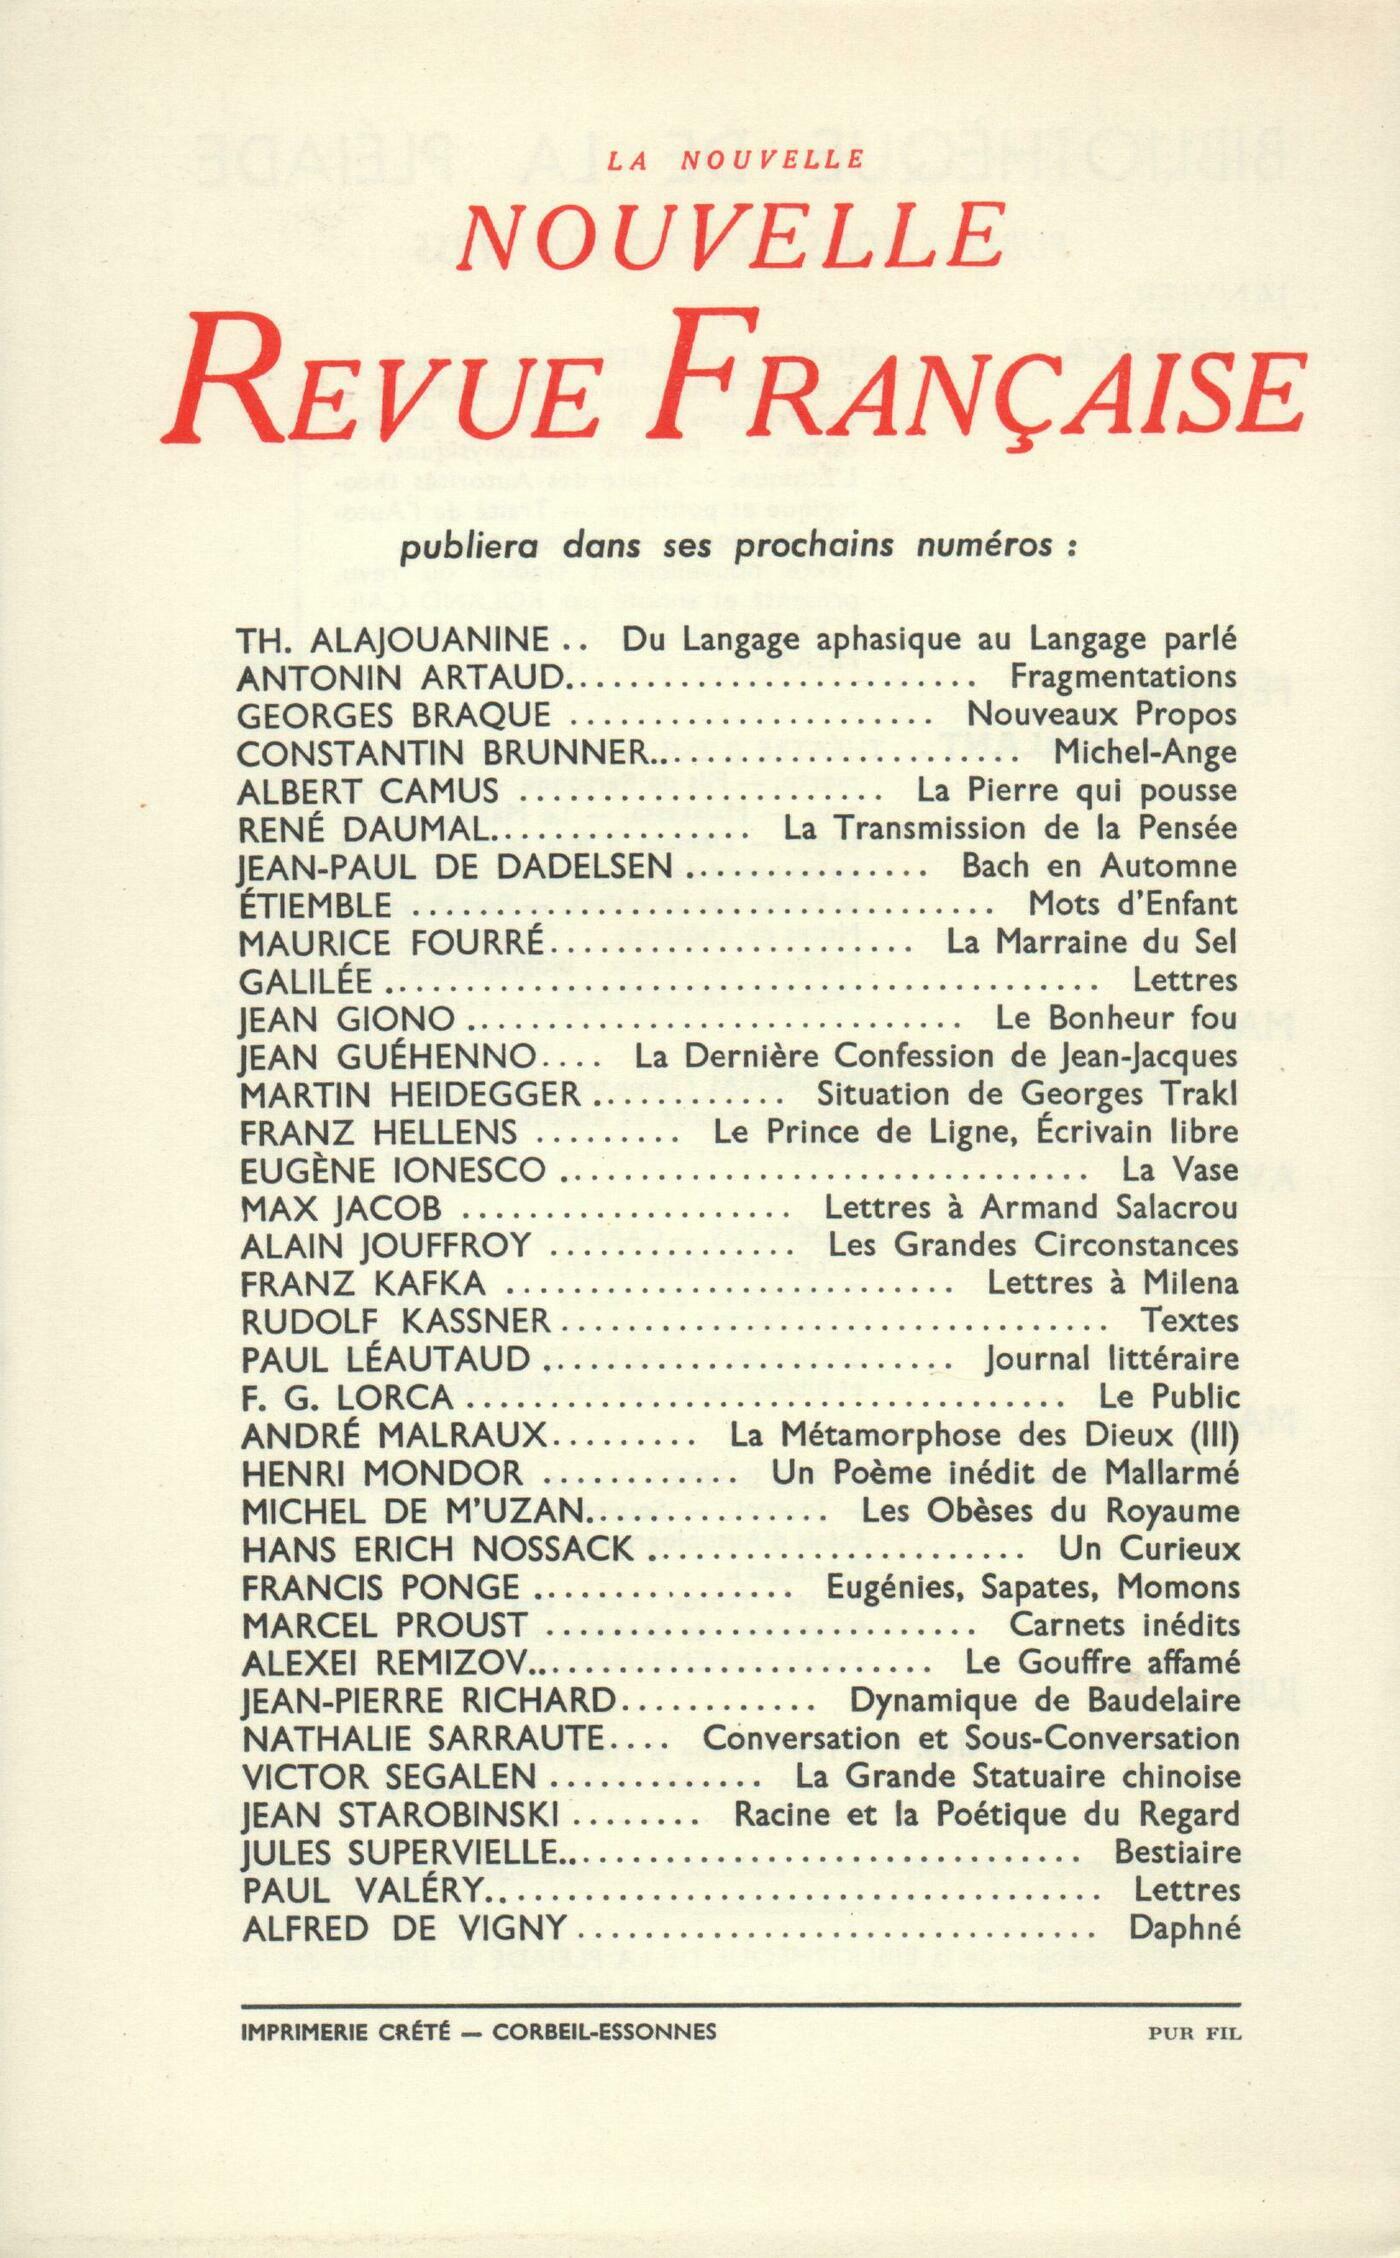 LA NOUVELLE
NOUVELLE
REVUE FRANÇAISE
publiera dans ses prochains numéros :
TH. ALAJOUANINE .. Du Langage aphasique au Langage parlé
ANTONIN ARTAUD.......................... Fragmentations
GEORGES BRAQUE ...................... Nouveaux Propos
CONSTANTIN BRUNNER....................... Michel-Ange
ALBERT CAMUS ...................... La Pierre qui pousse
RENÉ DAUMAL................ La Transmission de la Pensée
JEAN-PAUL DE DADELSEN ............... Bach en Automne
ÉTIEMBLE ................................... Mots d'Enfant
MAURICE FOURRÉ...................... La Marraine du Sel
GALILÉE ........................................... Lettres
JEAN GIONO .............................. Le Bonheur fou
JEAN GUÉHENNO.... La Dernière Confession de Jean-Jacques
MARTIN HEIDEGGER ............ Situation de Georges Trakl
FRANZ HELLENS ......... Le Prince de Ligne, Écrivain libre
EUGÈNE IONESCO ................................ La Vase
MAX JACOB .................... Lettres à Armand Salacrou
ALAIN JOUFFROY ............... Les Grandes Circonstances
FRANZ KAFKA ........................... Lettres à Milena
RUDOLF KASSNER................................. Textes
PAUL LÉAUTAUD ......................... Journal littéraire
F. G. LORCA .................................... Le Public
ANDRÉ MALRAUX......... La Métamorphose des Dieux (III)
HENRI MONDOR ............ Un Poème inédit de Mallarmé
MICHEL DE M'UZAN............... Les Obèses du Royaume
HANS ERICH NOSSACK ....................... Un Curieux
FRANCIS PONGE ................ Eugénies, Sapates, Momons
MARCEL PROUST .......................... Carnets inédits
ALEXEI REMIZOV......................... Le Gouffre affamé
JEAN-PIERRE RICHARD............ Dynamique de Baudelaire
NATHALIE SARRAUTE.... Conversation et Sous-Conversation
VICTOR SEGALEN ............. La Grande Statuaire chinoise
JEAN STAROBINSKI ........ Racine et la Poétique du Regard
JULES SUPERVIELLE................................ Bestiaire
PAUL VALÉRY...................................... Lettres
ALFRED DE VIGNY................................ Daphné
IMPRIMERIE CRÉTÉ — CORBEIL-ESSONNES PUR FIL